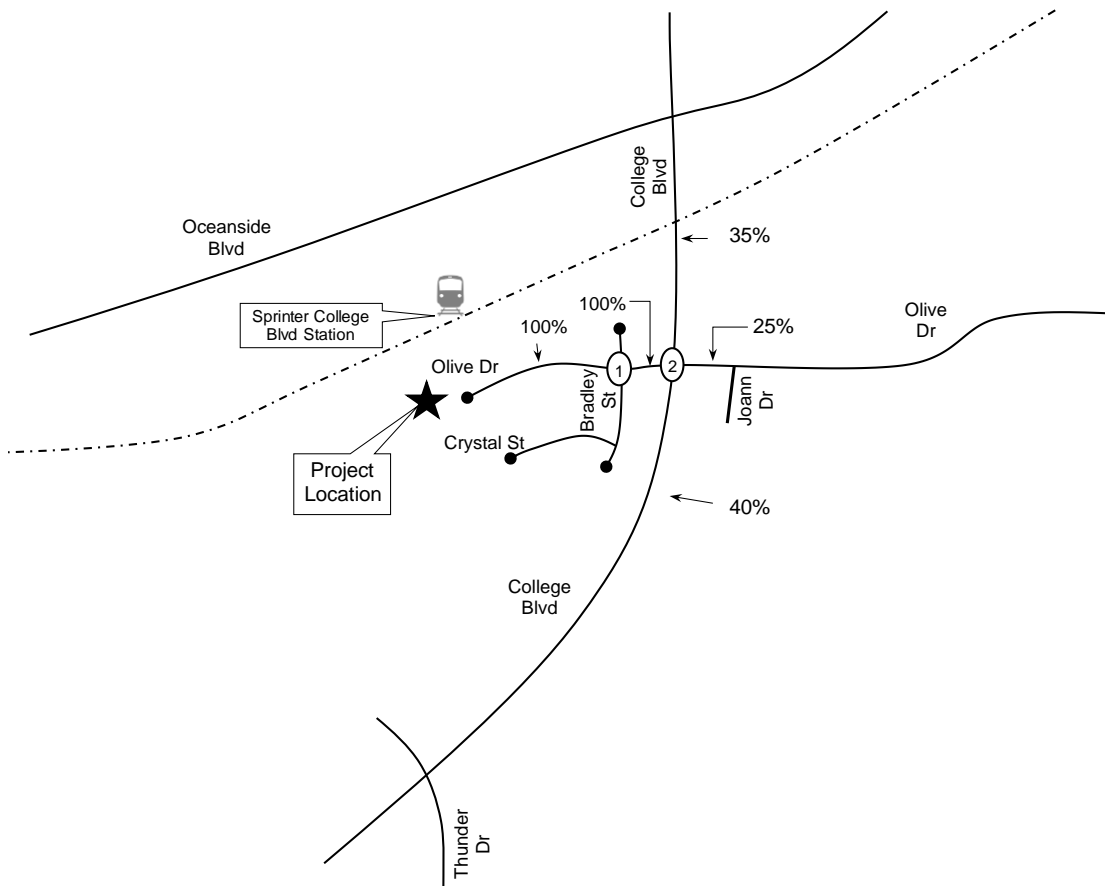 College
Blvd
Oceanside
Blvd
35%
Sprinter College
Blvd Station
100%
100%
25%
Olive
Dr
Olive Dr
1
2
Bradley
St
Joann
Dr
Crystal St
Project
Location
40%
College
Blvd
Thunder
Dr